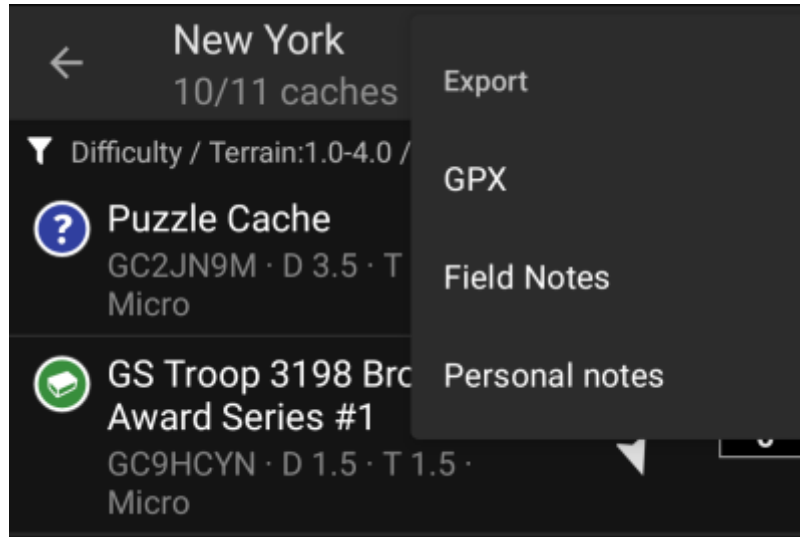 New York
10/11 caches
Export
Difficulty / Terrain:1.0-4.0 /
GPX
Puzzle Cache
GC2JN9M · D 3.5 · T
Micro
Field Notes
GS Troop 3198 Bro
Award Series #1
Personal notes
GC9HCYN · D 1.5 · T 1.5 ·
Micro